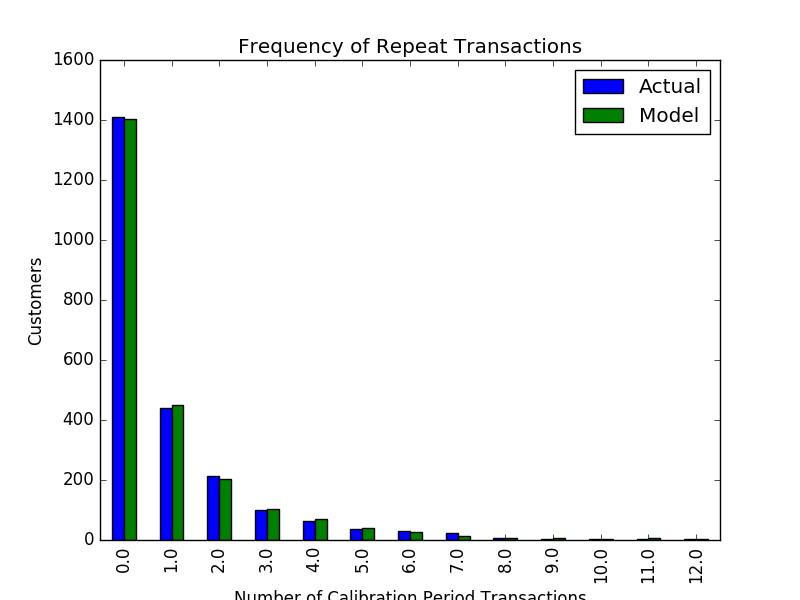 Frequency of Repeat Transactions
Actual
Model
1600
1400
1200
1000
800
600
400
200
0
Customers
0.0 1.0 2.0 3.0 4.0 5.0 6.0 7.0 8.0 9.0 10.0 11.0 12.0
Number of Calibration Period Transactions